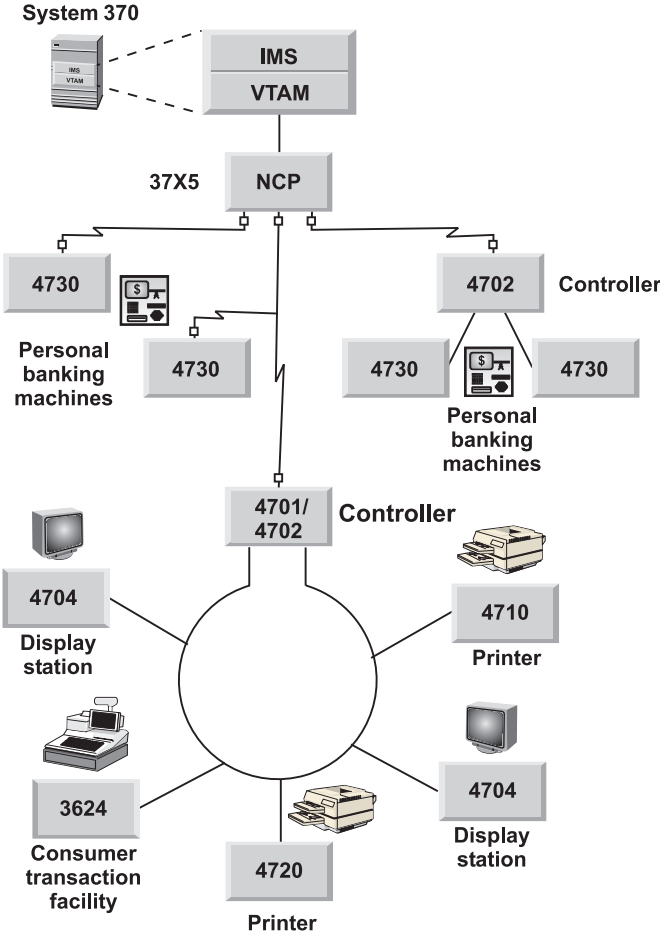 System 370
IMS
VTAM
IMS
VTAM
37X5
NCP
4730
$
Personal
banking
machines
4730
4702
Controller
4730
$
4730
Personal
banking
machines
4701/
4702
Controller
4704
Display
station
4710
Printer
3624
Consumer
transaction
facility
4720
Printer
4704
Display
station